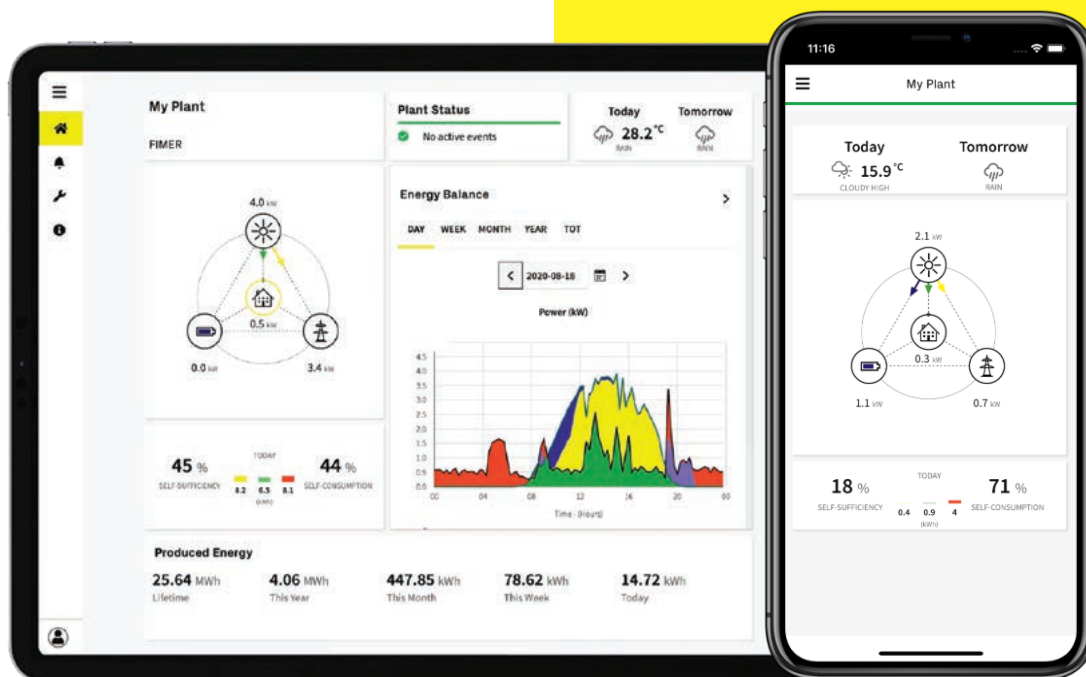 My Plant
FIMER
Plant Status
No active events
Today
28.2 °C
RAIN
Tomorrow
RAIN
4.0 kW
0.5 kW
0.0 kW
3.4 kW
Energy Balance
DAY WEEK MONTH YEAR TOT
2020-08-18
Power (kW)
4.5
4.0
3.5
3.0
2.5
2.0
1.5
1.0
0.5
0.0
00 04 08 12 16 20 00
Time - (Hours)
45 %
SELF-SUFFICIENCY
TODAY
8.2 6.5 8.1
(kWh)
44 %
SELF-CONSUMPTION
Produced Energy
25.64 MWh 4.06 MWh 447.85 kWh 78.62 kWh 14.72 kWh
Lifetime This Year This Month This Week Today
11:16
My Plant
Today
15.9 °C
CLOUDY HIGH
Tomorrow
RAIN
2.1 kW
0.3 kW
1.1 kW
0.7 kW
18 %
SELF-SUFFICIENCY
TODAY
0.4 0.9 4
(kWh)
71 %
SELF-CONSUMPTION